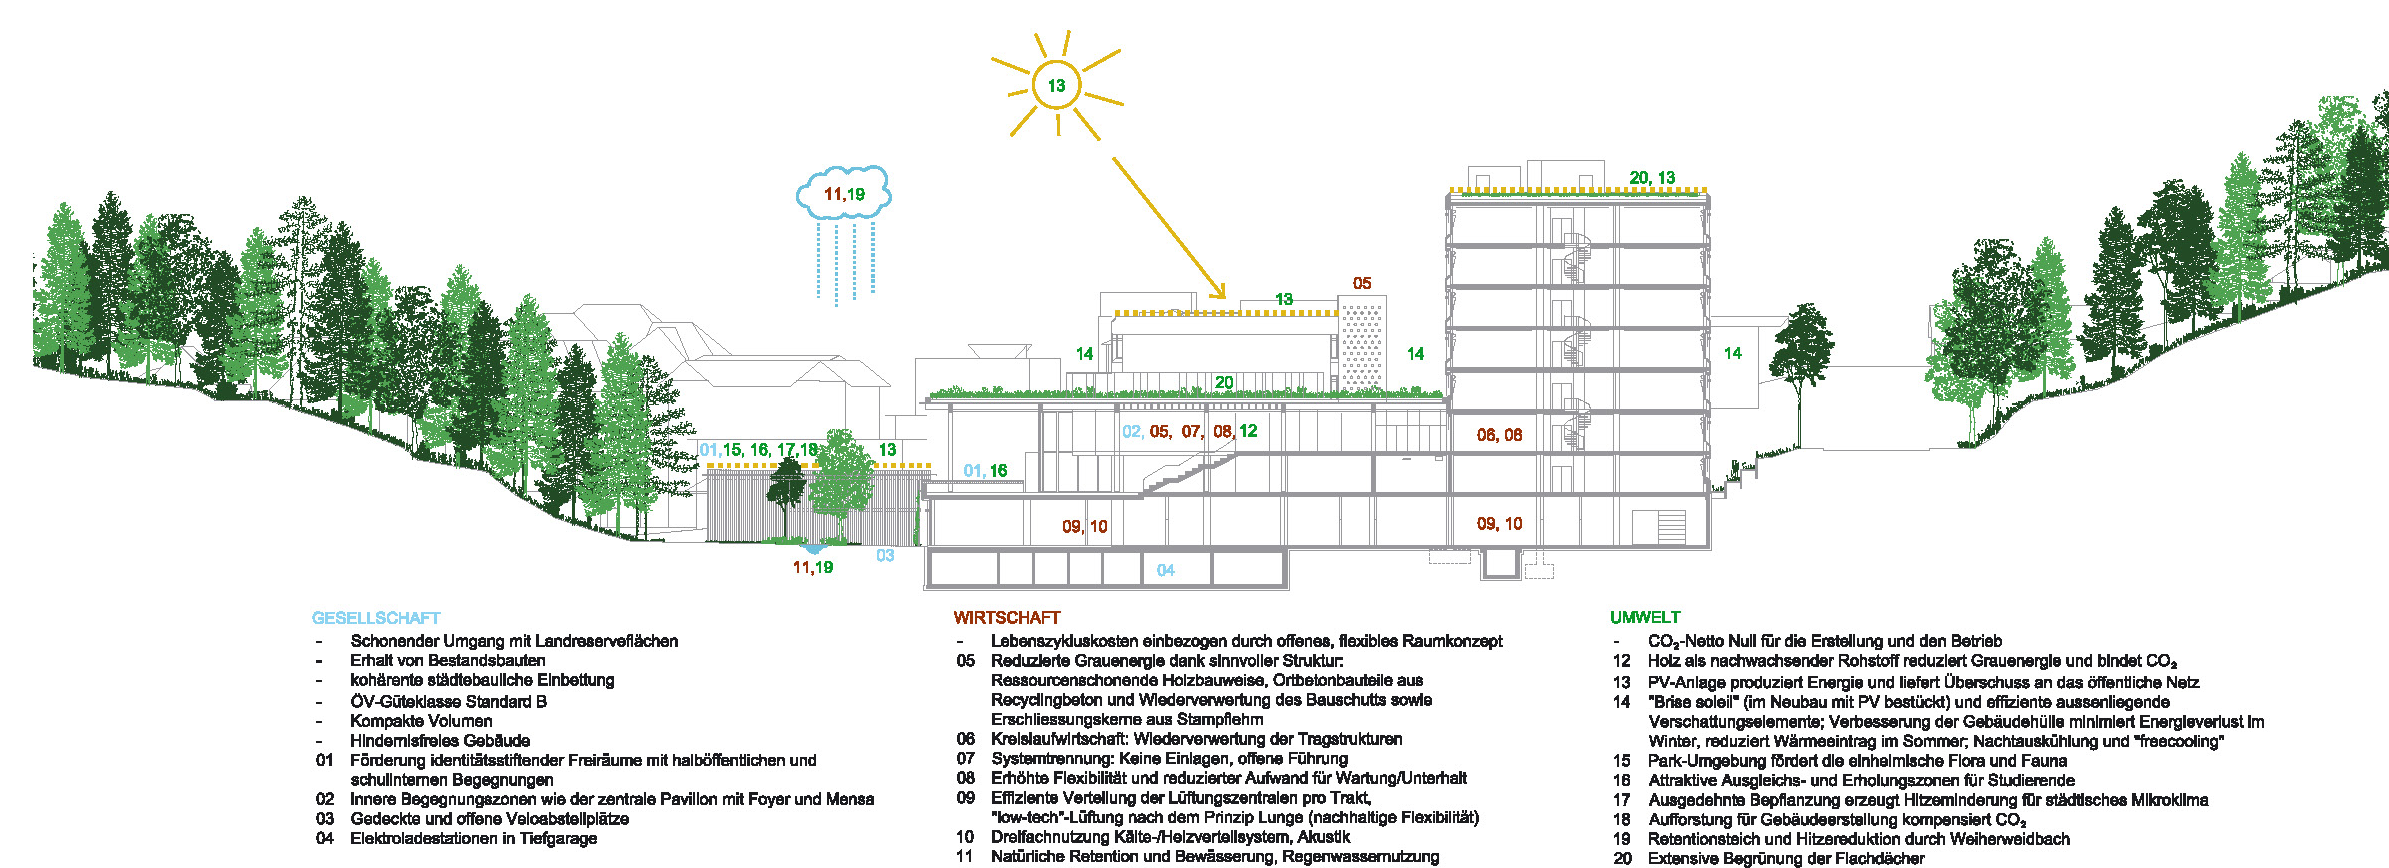 13
11,19
20, 13
05
13
14
14
14
20
02, 05, 07, 08, 12
06, 08
01,15, 16, 17,18
13
01, 16
09, 10
09, 10
03
11,19
04
GESELLSCHAFT
- Schonender Umgang mit Landreserveflächen
- Erhalt von Bestandsbauten
- kohärente städtebauliche Einbettung
- ÖV-Güteklasse Standard B
- Kompakte Volumen
- Hindernisfreies Gebäude
01 Förderung identitätsstiftender Freiräume mit halböffentlichen und
schulinternen Begegnungen
02 Innere Begegnungszonen wie der zentrale Pavillon mit Foyer und Mensa
03 Gedeckte und offene Veloabstellplätze
04 Elektroladestationen in Tiefgarage
WIRTSCHAFT
- Lebenszykluskosten einbezogen durch offenes, flexibles Raumkonzept
05 Reduzierte Grauenergie dank sinnvoller Struktur:
Ressourcenschonende Holzbauweise, Ortbetonbauteile aus
Recyclingbeton und Wiederverwertung des Bauschutts sowie
Erschliessungskerne aus Stampflehm
06 Kreislaufwirtschaft: Wiederverwertung der Tragstrukturen
07 Systemtrennung: Keine Einlagen, offene Führung
08 Erhöhte Flexibilität und reduzierter Aufwand für Wartung/Unterhalt
09 Effiziente Verteilung der Lüftungszentralen pro Trakt,
"low-tech"-Lüftung nach dem Prinzip Lunge (nachhaltige Flexibilität)
10 Dreifachnutzung Kälte-/Heizverteilsystem, Akustik
11 Natürliche Retention und Bewässerung, Regenwassernutzung
UMWELT
- CO₂-Netto Null für die Erstellung und den Betrieb
12 Holz als nachwachsender Rohstoff reduziert Grauenergie und bindet CO₂
13 PV-Anlage produziert Energie und liefert Überschuss an das öffentliche Netz
14 "Brise soleil" (im Neubau mit PV bestückt) und effiziente aussenliegende
Verschattungselemente; Verbesserung der Gebäudehülle minimiert Energieverlust im
Winter, reduziert Wärmeeintrag im Sommer; Nachtauskühlung und "freecooling"
15 Park-Umgebung fördert die einheimische Flora und Fauna
16 Attraktive Ausgleichs- und Erholungszonen für Studierende
17 Ausgedehnte Bepflanzung erzeugt Hitzeminderung für städtisches Mikroklima
18 Aufforstung für Gebäudeerstellung kompensiert CO₂
19 Retentionsteich und Hitzereduktion durch Weiherweidbach
20 Extensive Begrünung der Flachdächer